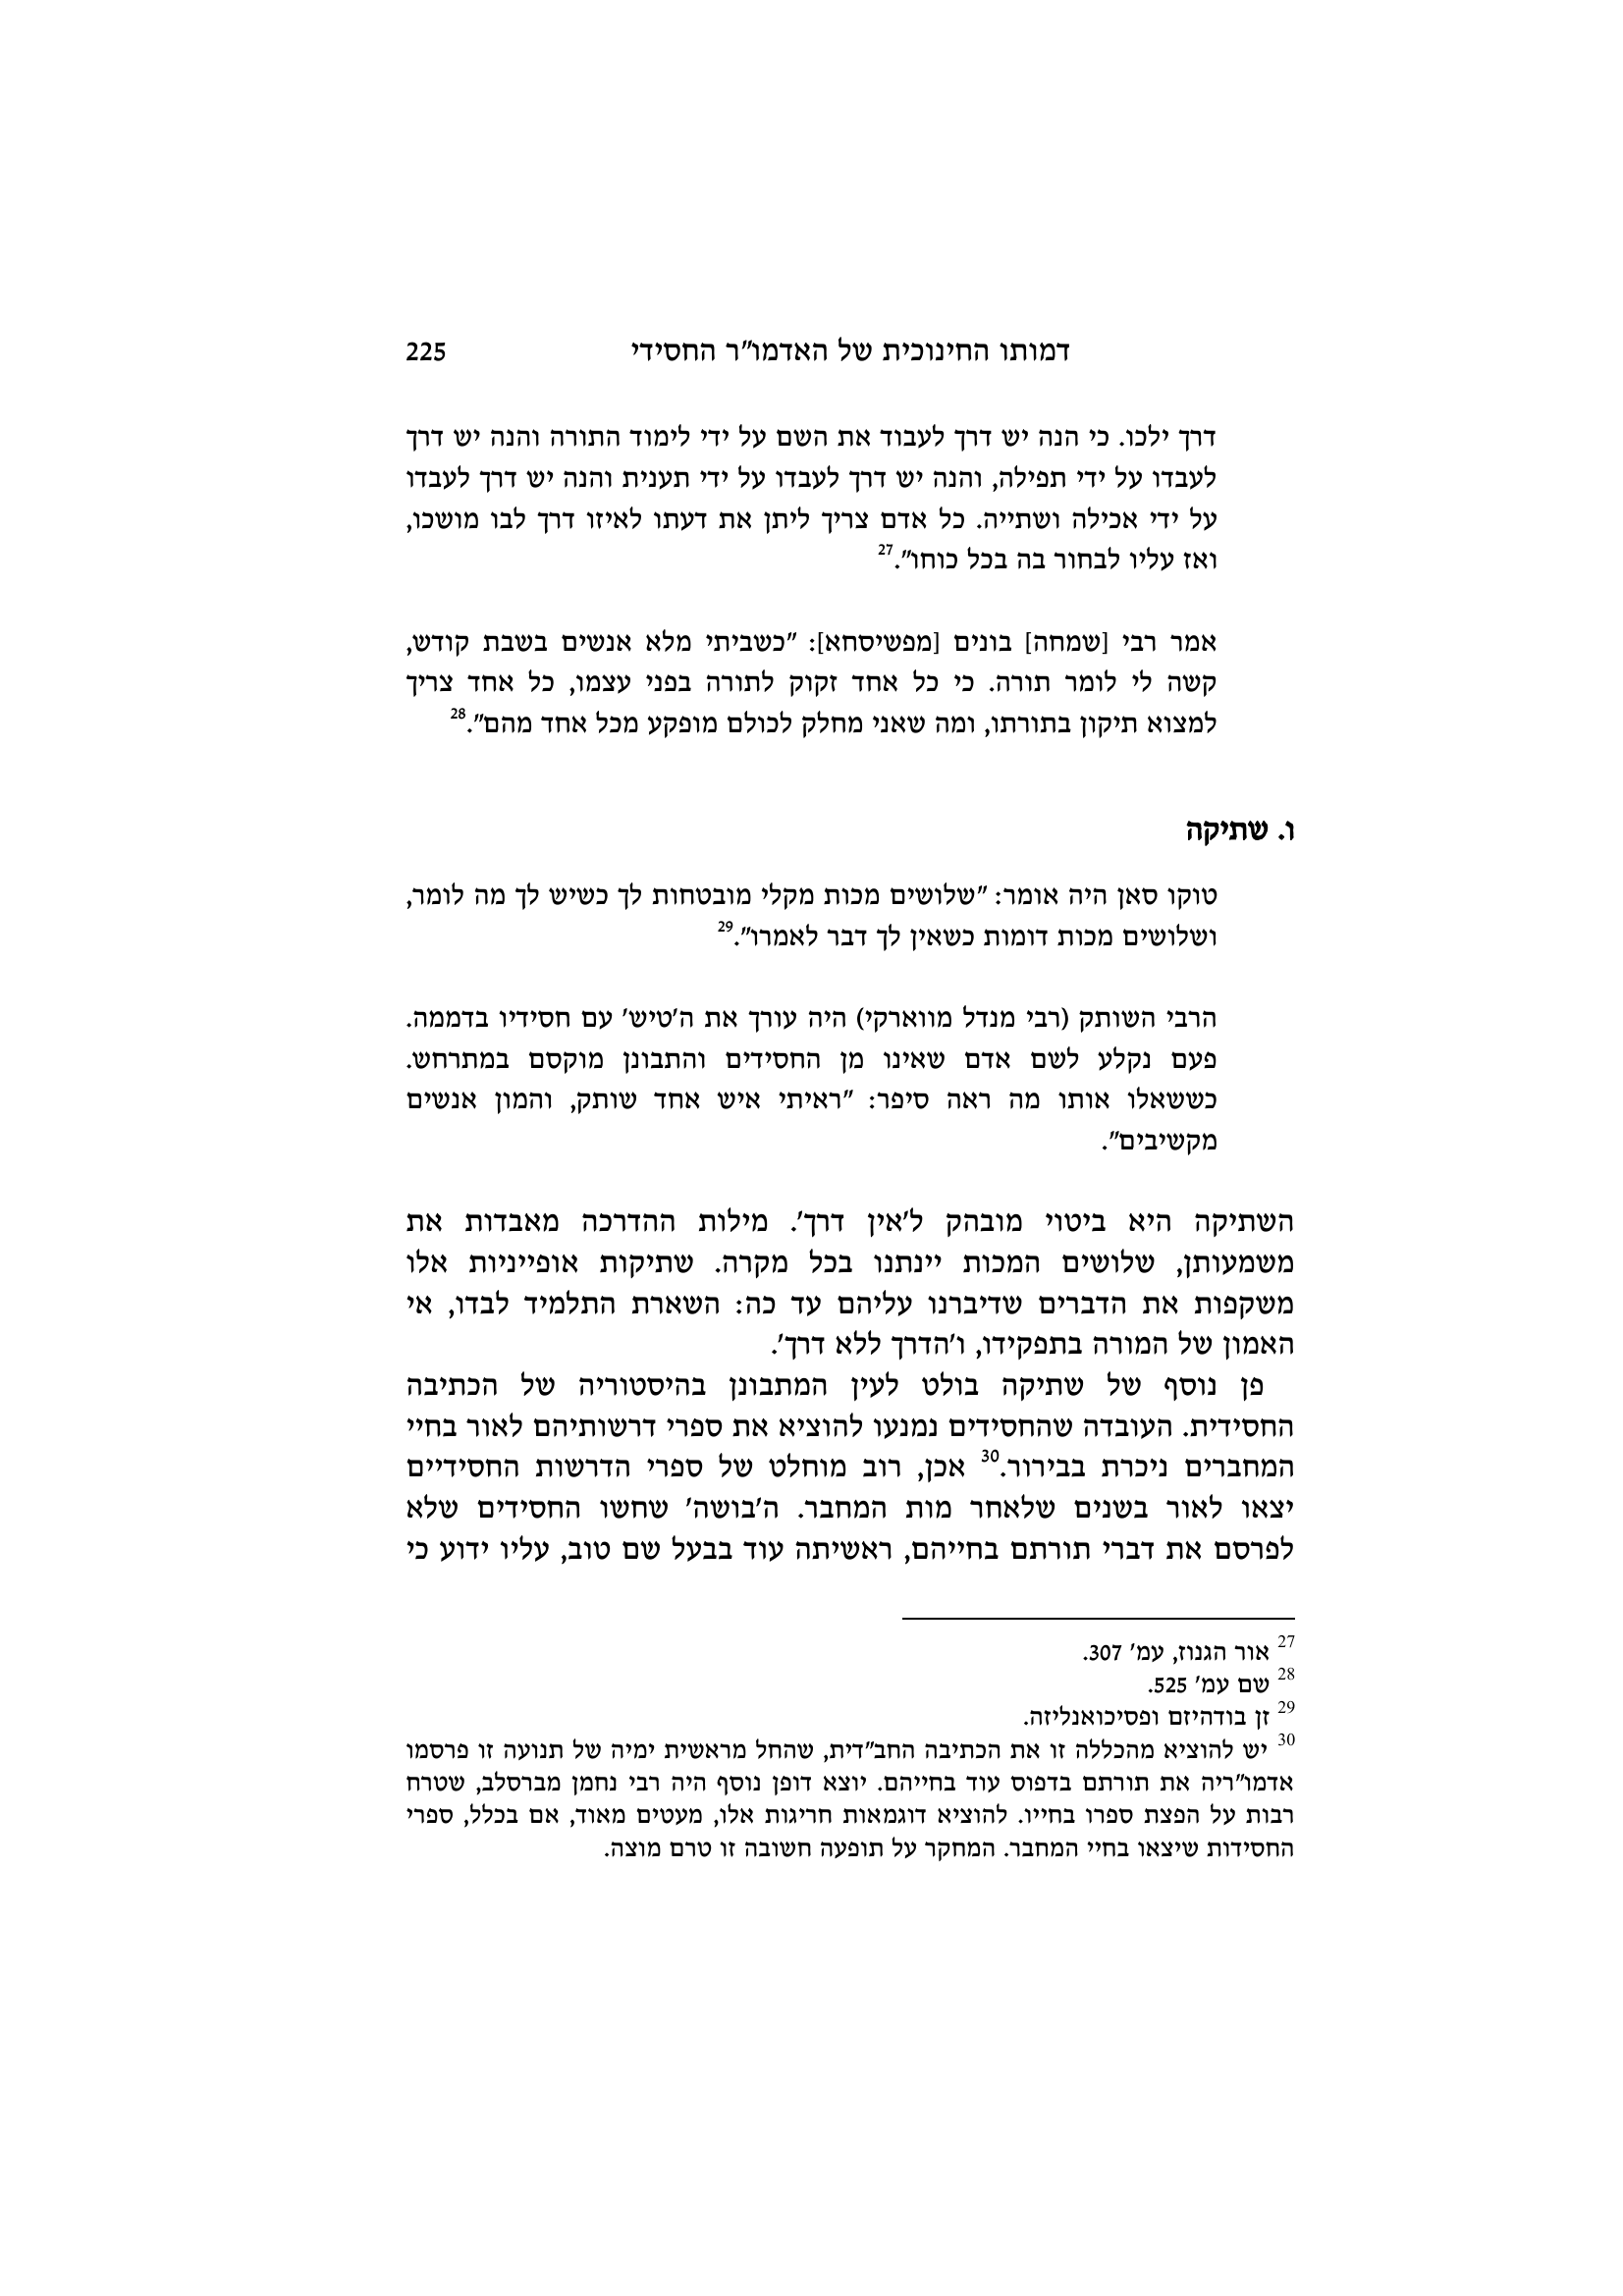 דמותו החינוכית של האדמו"ר החסידי 225
דרך ילכו. כי הנה יש דרך לעבוד את השם על ידי לימוד התורה והנה יש דרך
לעבדו על ידי תפילה, והנה יש דרך לעבדו על ידי תענית והנה יש דרך לעבדו
על ידי אכילה ושתייה. כל אדם צריך ליתן את דעתו לאיזו דרך לבו מושכו,
ואז עליו לבחור בה בכל כוחו".27
אמר רבי [שמחה] בונים [מפשיסחא]: "כשביתי מלא אנשים בשבת קודש,
קשה לי לומר תורה. כי כל אחד זקוק לתורה בפני עצמו, כל אחד צריך
למצוא תיקון בתורתו, ומה שאני מחלק לכולם מופקע מכל אחד מהם".28
ו. שתיקה
טוקו סאן היה אומר: "שלושים מכות מקלי מובטחות לך כשיש לך מה לומר,
ושלושים מכות דומות כשאין לך דבר לאמרו".29
הרבי השותק (רבי מנדל מווארקי) היה עורך את ה'טיש' עם חסידיו בדממה.
פעם נקלע לשם אדם שאינו מן החסידים והתבונן מוקסם במתרחש.
כששאלו אותו מה ראה סיפר: "ראיתי איש אחד שותק, והמון אנשים
מקשיבים".
השתיקה היא ביטוי מובהק ל'אין דרך'. מילות ההדרכה מאבדות את
משמעותן, שלושים המכות יינתנו בכל מקרה. שתיקות אופייניות אלו
משקפות את הדברים שדיברנו עליהם עד כה: השארת התלמיד לבדו, אי
האמון של המורה בתפקידו, ו'הדרך ללא דרך'.
פן נוסף של שתיקה בולט לעין המתבונן בהיסטוריה של הכתיבה
החסידית. העובדה שהחסידים נמנעו להוציא את ספרי דרשותיהם לאור בחיי
המחברים ניכרת בבירור.30 אכן, רוב מוחלט של ספרי הדרשות החסידיים
יצאו לאור בשנים שלאחר מות המחבר. ה'בושה' שחשו החסידים שלא
לפרסם את דברי תורתם בחייהם, ראשיתה עוד בבעל שם טוב, עליו ידוע כי
27 אור הגנוז, עמ' 307.
28 שם עמ' 525.
29 זן בודהיזם ופסיכואנליזה.
30 יש להוציא מהכללה זו את הכתיבה החב"דית, שהחל מראשית ימיה של תנועה זו פרסמו
אדמו"ריה את תורתם בדפוס עוד בחייהם. יוצא דופן נוסף היה רבי נחמן מברסלב, שטרח
רבות על הפצת ספרו בחייו. להוציא דוגמאות חריגות אלו, מעטים מאוד, אם בכלל, ספרי
החסידות שיצאו בחיי המחבר. המחקר על תופעה חשובה זו טרם מוצה.